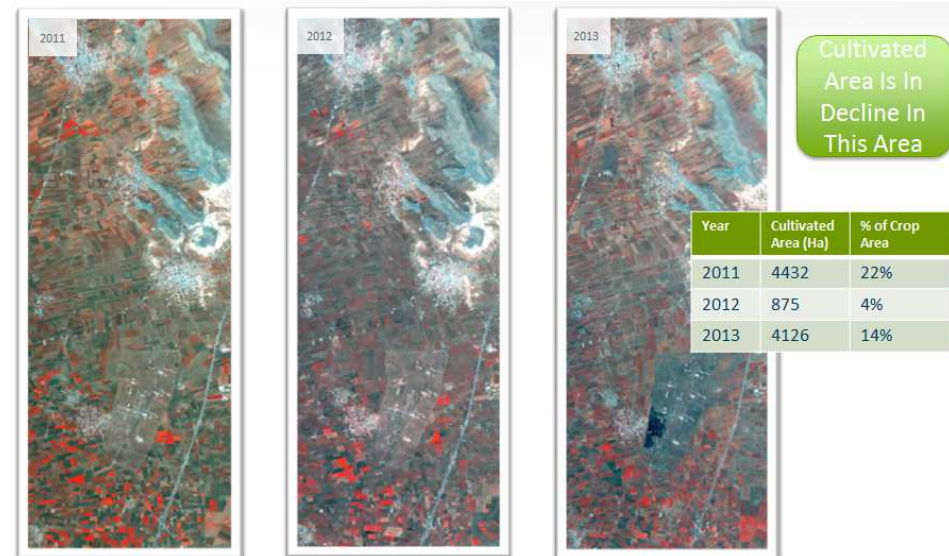 2011
2012
2013
Cultivated
Area Is In
Decline In
This Area
Year Cultivated Area (Ha) % of Crop Area
2011 4432 22%
2012 875 4%
2013 4126 14%